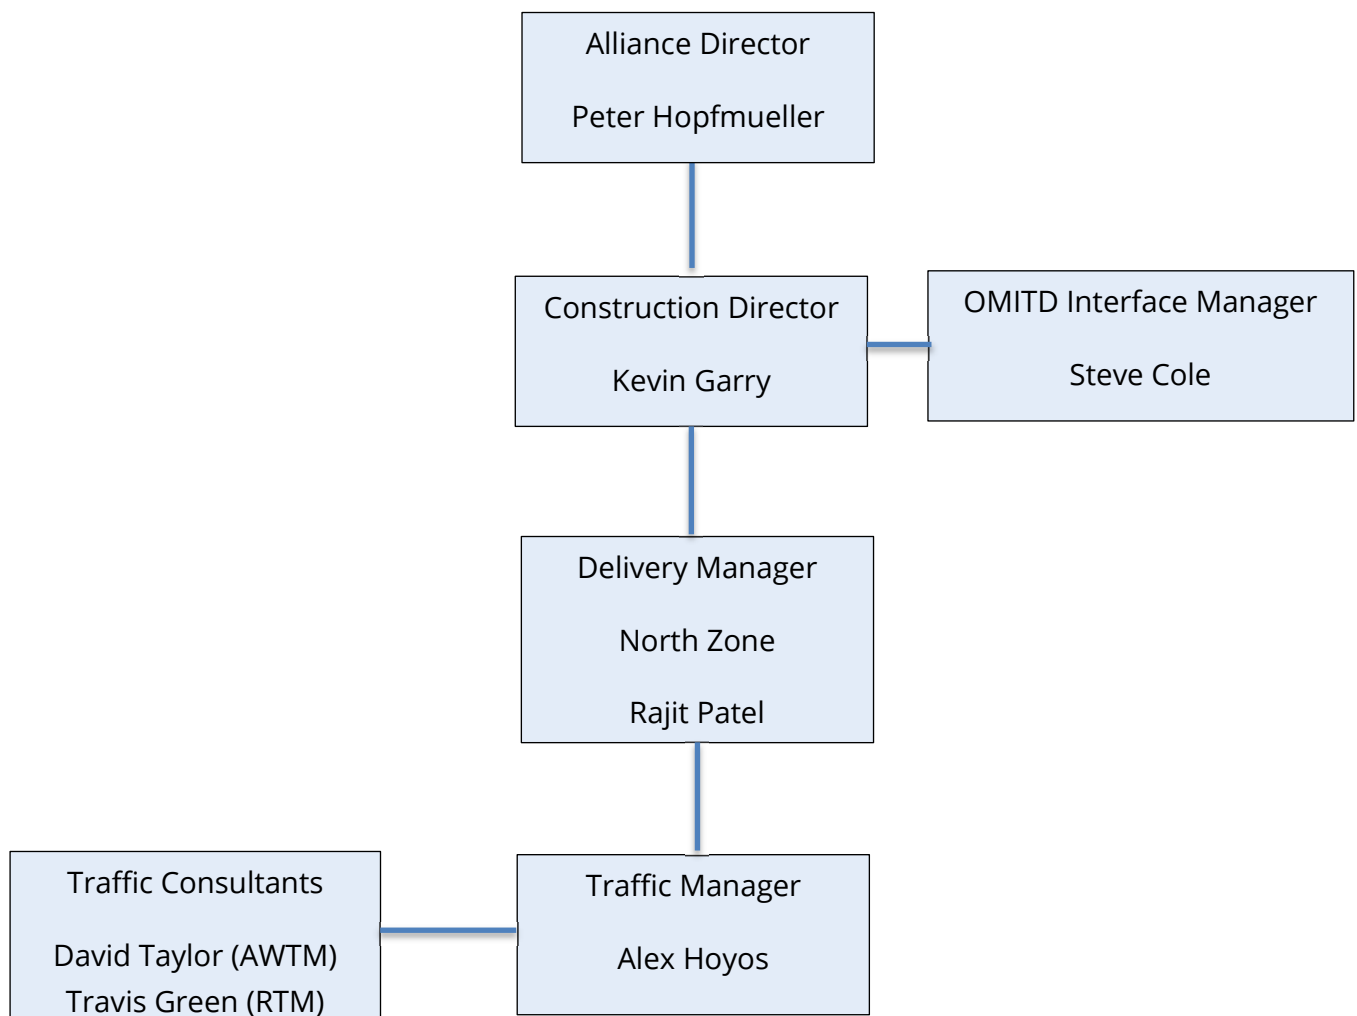 Alliance Director
Peter Hopfmueller
Construction Director
Kevin Garry
OMITD Interface Manager
Steve Cole
Delivery Manager
North Zone
Rajit Patel
Traffic Consultants
David Taylor (AWTM)
Travis Green (RTM)
Traffic Manager
Alex Hoyos